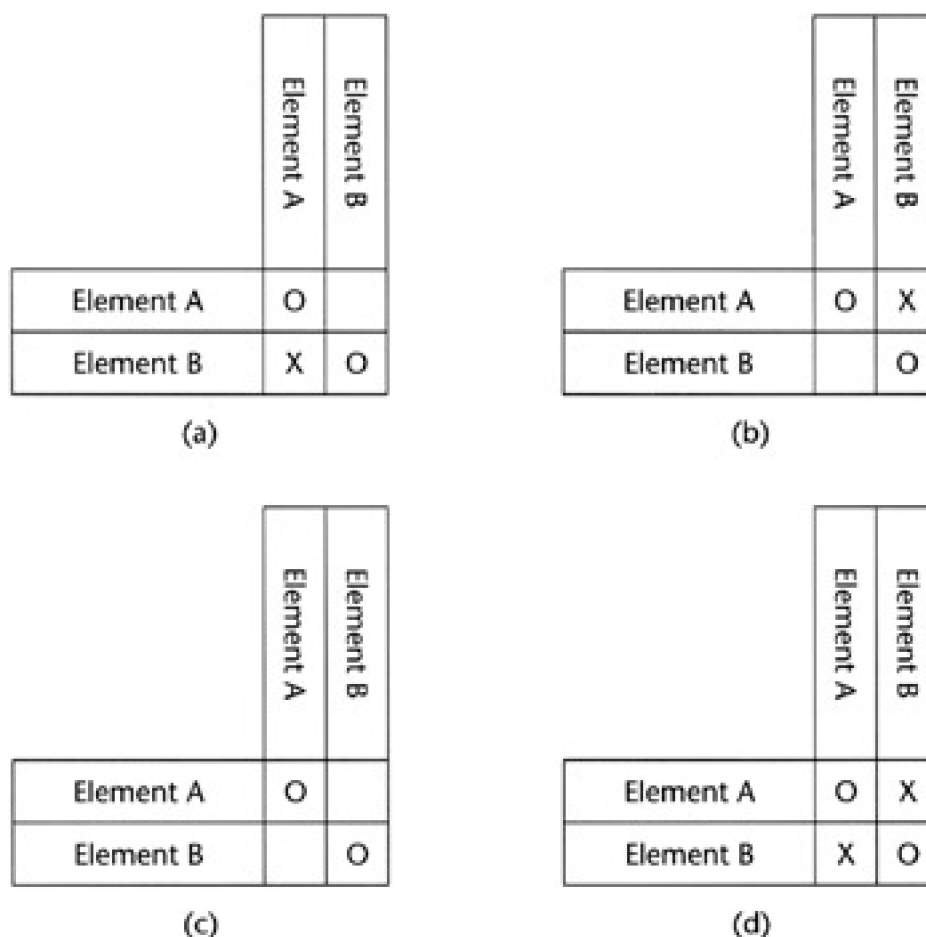 Element A Element B
Element A O
Element B X O
(a)
Element A Element B
Element A O X
Element B O
(b)
Element A Element B
Element A O
Element B O
(c)
Element A Element B
Element A O X
Element B X O
(d)